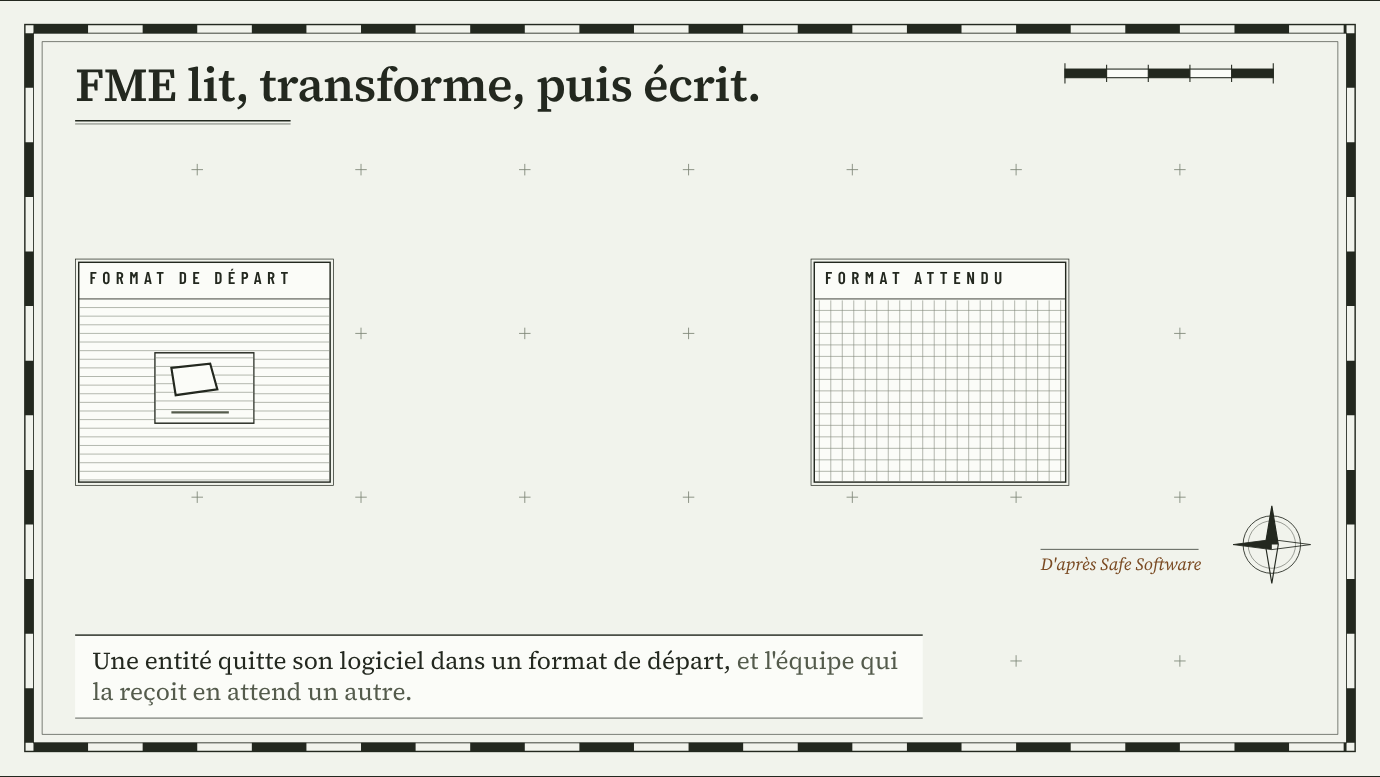 FME lit, transforme, puis écrit.
FORMAT DE DÉPART
FORMAT ATTENDU
D'après Safe Software
Une entité quitte son logiciel dans un format de départ, et l'équipe qui
la reçoit en attend un autre.